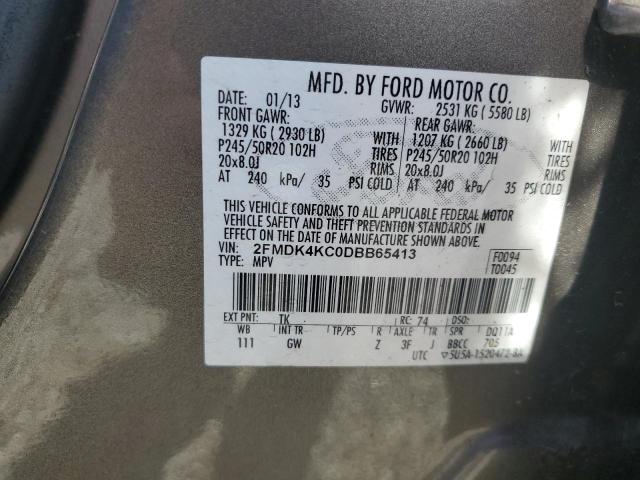 MFD. BY FORD MOTOR CO.
DATE: 01/13 GVWR: 2531 KG ( 5580 LB)
FRONT GAWR: REAR GAWR:
1329 KG ( 2930 LB) WITH 1207 KG ( 2660 LB) WITH
P245/50R20 102H TIRES P245/50R20 102H TIRES
20x8.0J RIMS 20x8.0J RIMS
AT 240 kPa/ 35 PSI COLD AT 240 kPa/ 35 PSI COLD
THIS VEHICLE CONFORMS TO ALL APPLICABLE FEDERAL MOTOR
VEHICLE SAFETY AND THEFT PREVENTION STANDARDS IN EFFECT
ON THE DATE OF MANUFACTURE SHOWN ABOVE.
VIN: 2FMDK4KC0DBB65413 F0094
TYPE: MPV T0045
EXT PNT: TK RC: 74 DSO:
WB INT TR TP/PS R AXLE TR SPR DQ11A
111 GW Z 3F J BBCC 705
UTC ▽5U5A-1520472-BA